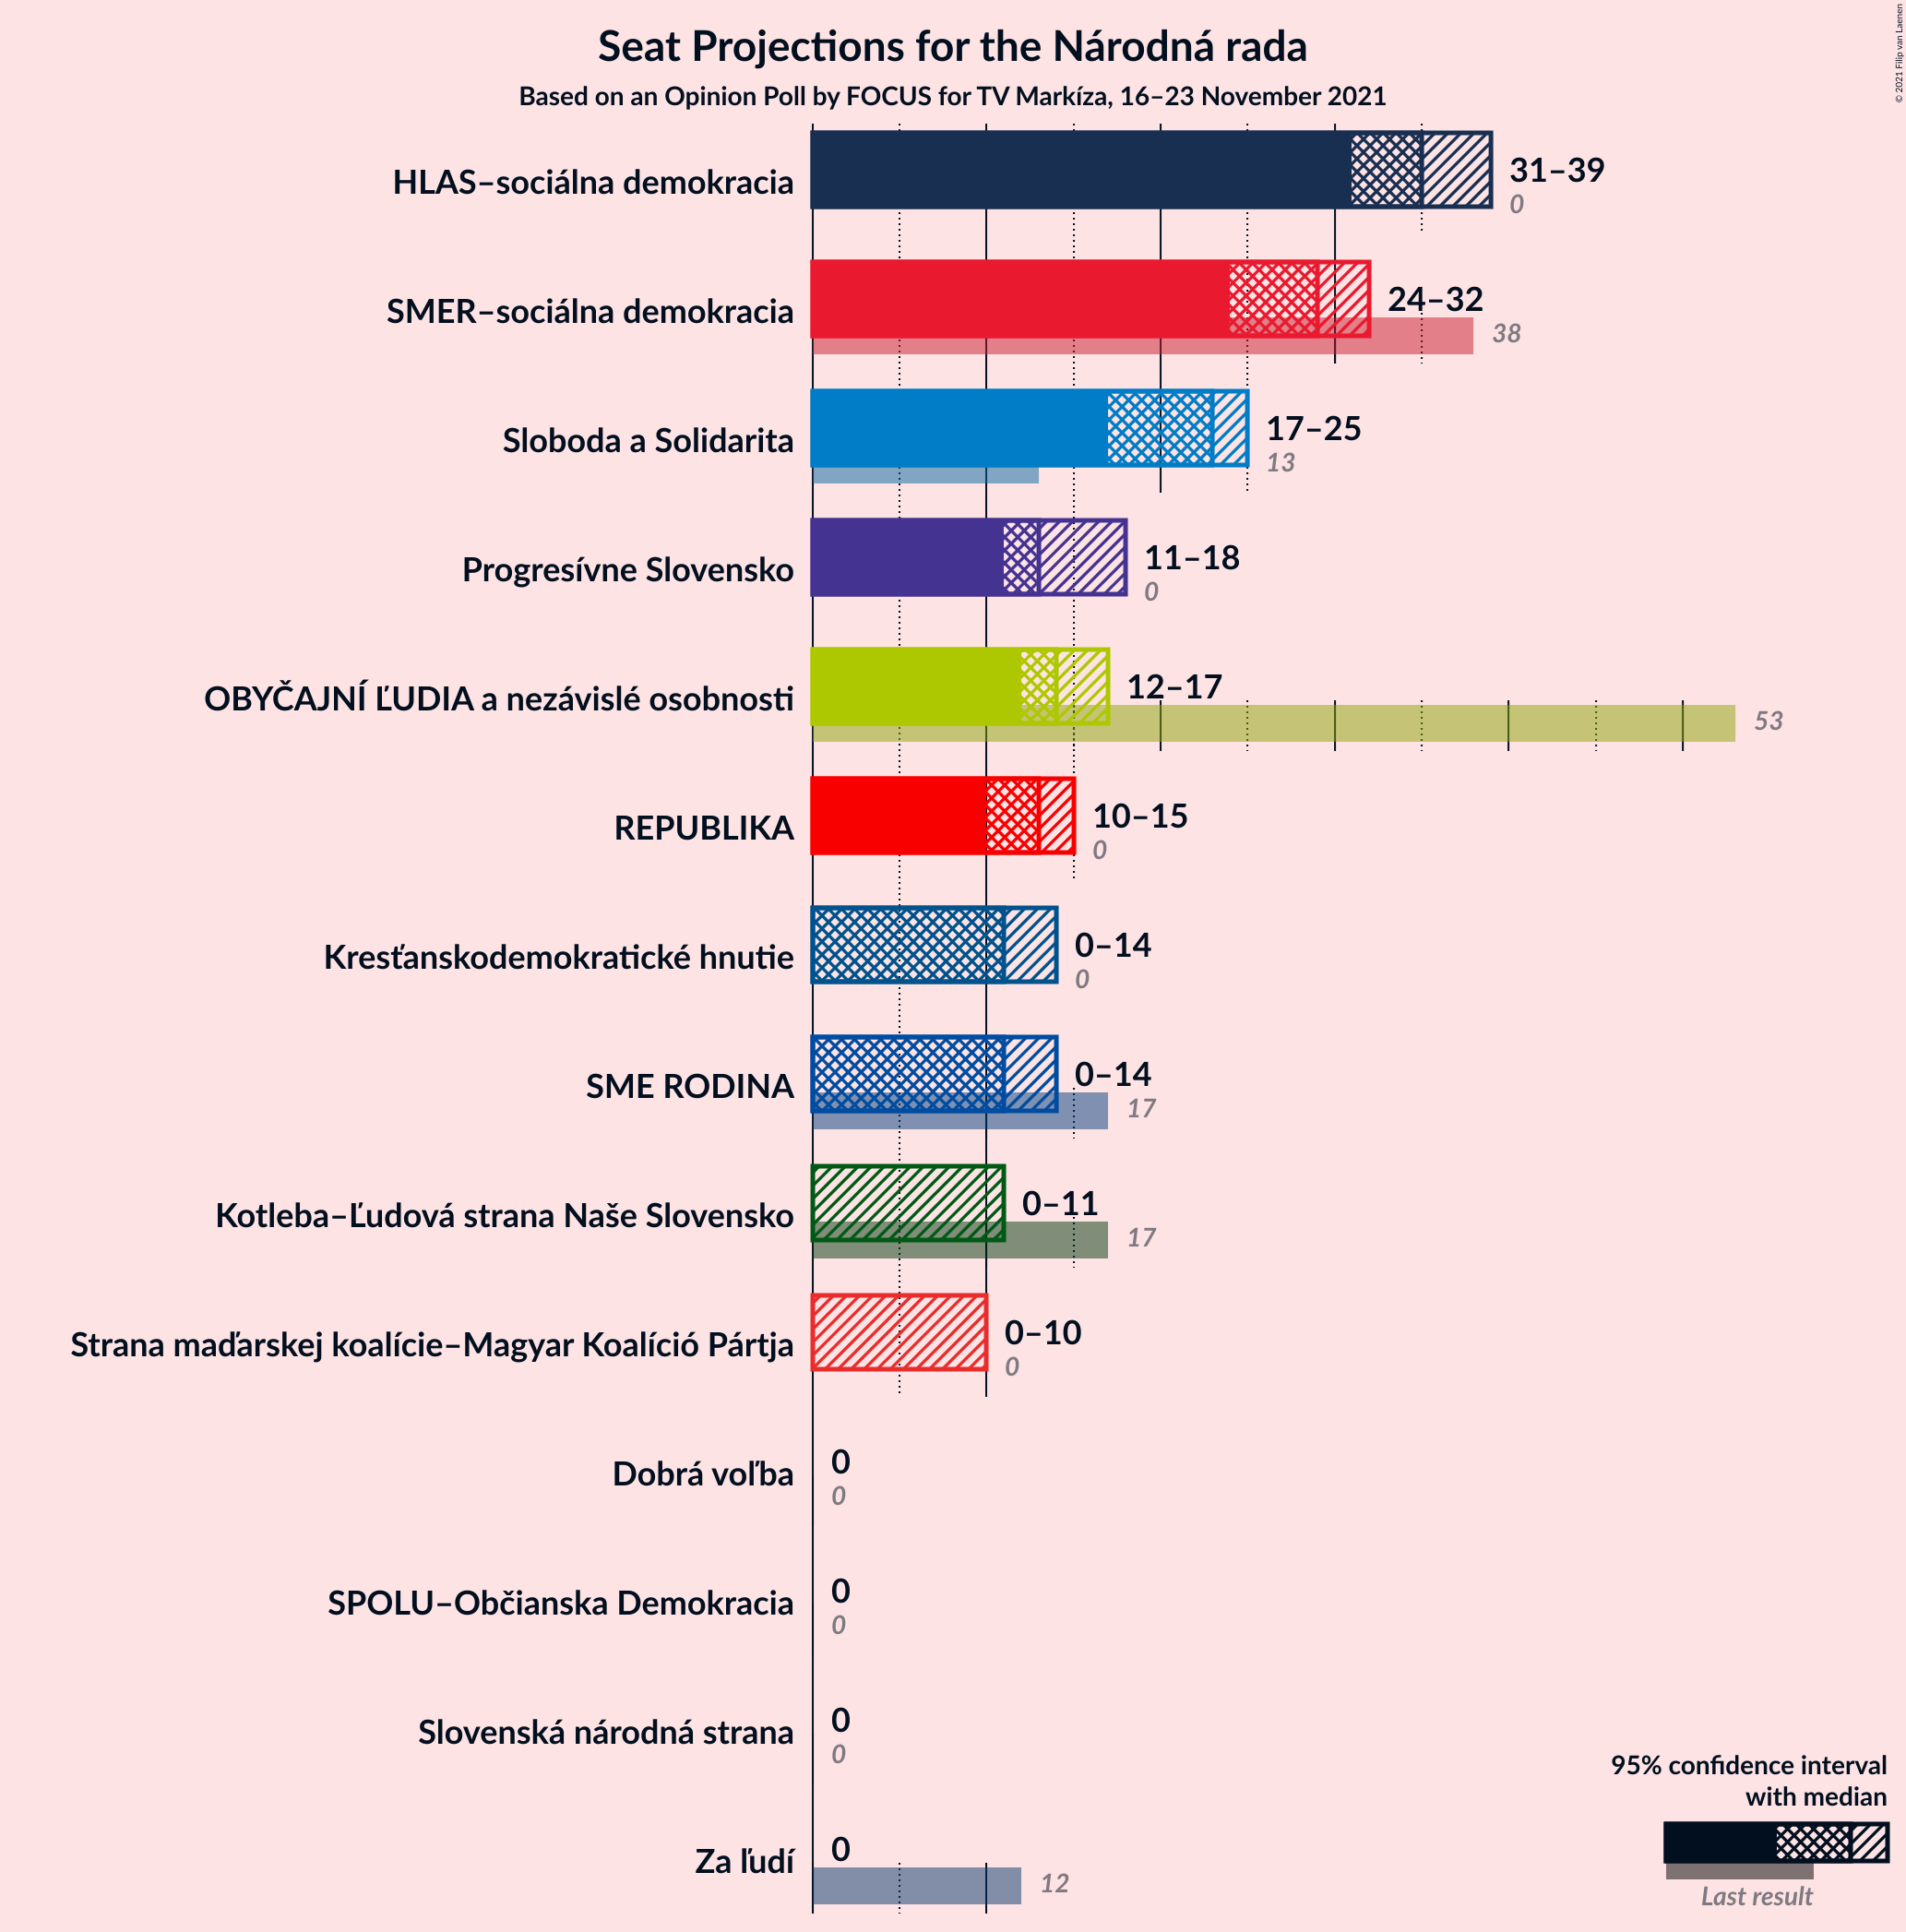 Seat Projections for the Národná rada
Based on an Opinion Poll by FOCUS for TV Markíza, 16–23 November 2021
© 2021 Filip van Laenen
HLAS–sociálna demokracia
31–39
0
SMER–sociálna demokracia
24–32
38
Sloboda a Solidarita
17–25
13
Progresívne Slovensko
11–18
0
OBYČAJNÍ ĽUDIA a nezávislé osobnosti
12–17
53
REPUBLIKA
10–15
0
Kresťanskodemokratické hnutie
0–14
0
SME RODINA
0–14
17
Kotleba–Ľudová strana Naše Slovensko
0–11
17
Strana maďarskej koalície–Magyar Koalíció Pártja
0–10
0
Dobrá voľba
0
0
SPOLU–Občianska Demokracia
0
0
Slovenská národná strana
0
0
Za ľudí
0
12
95% confidence interval
with median
Last result